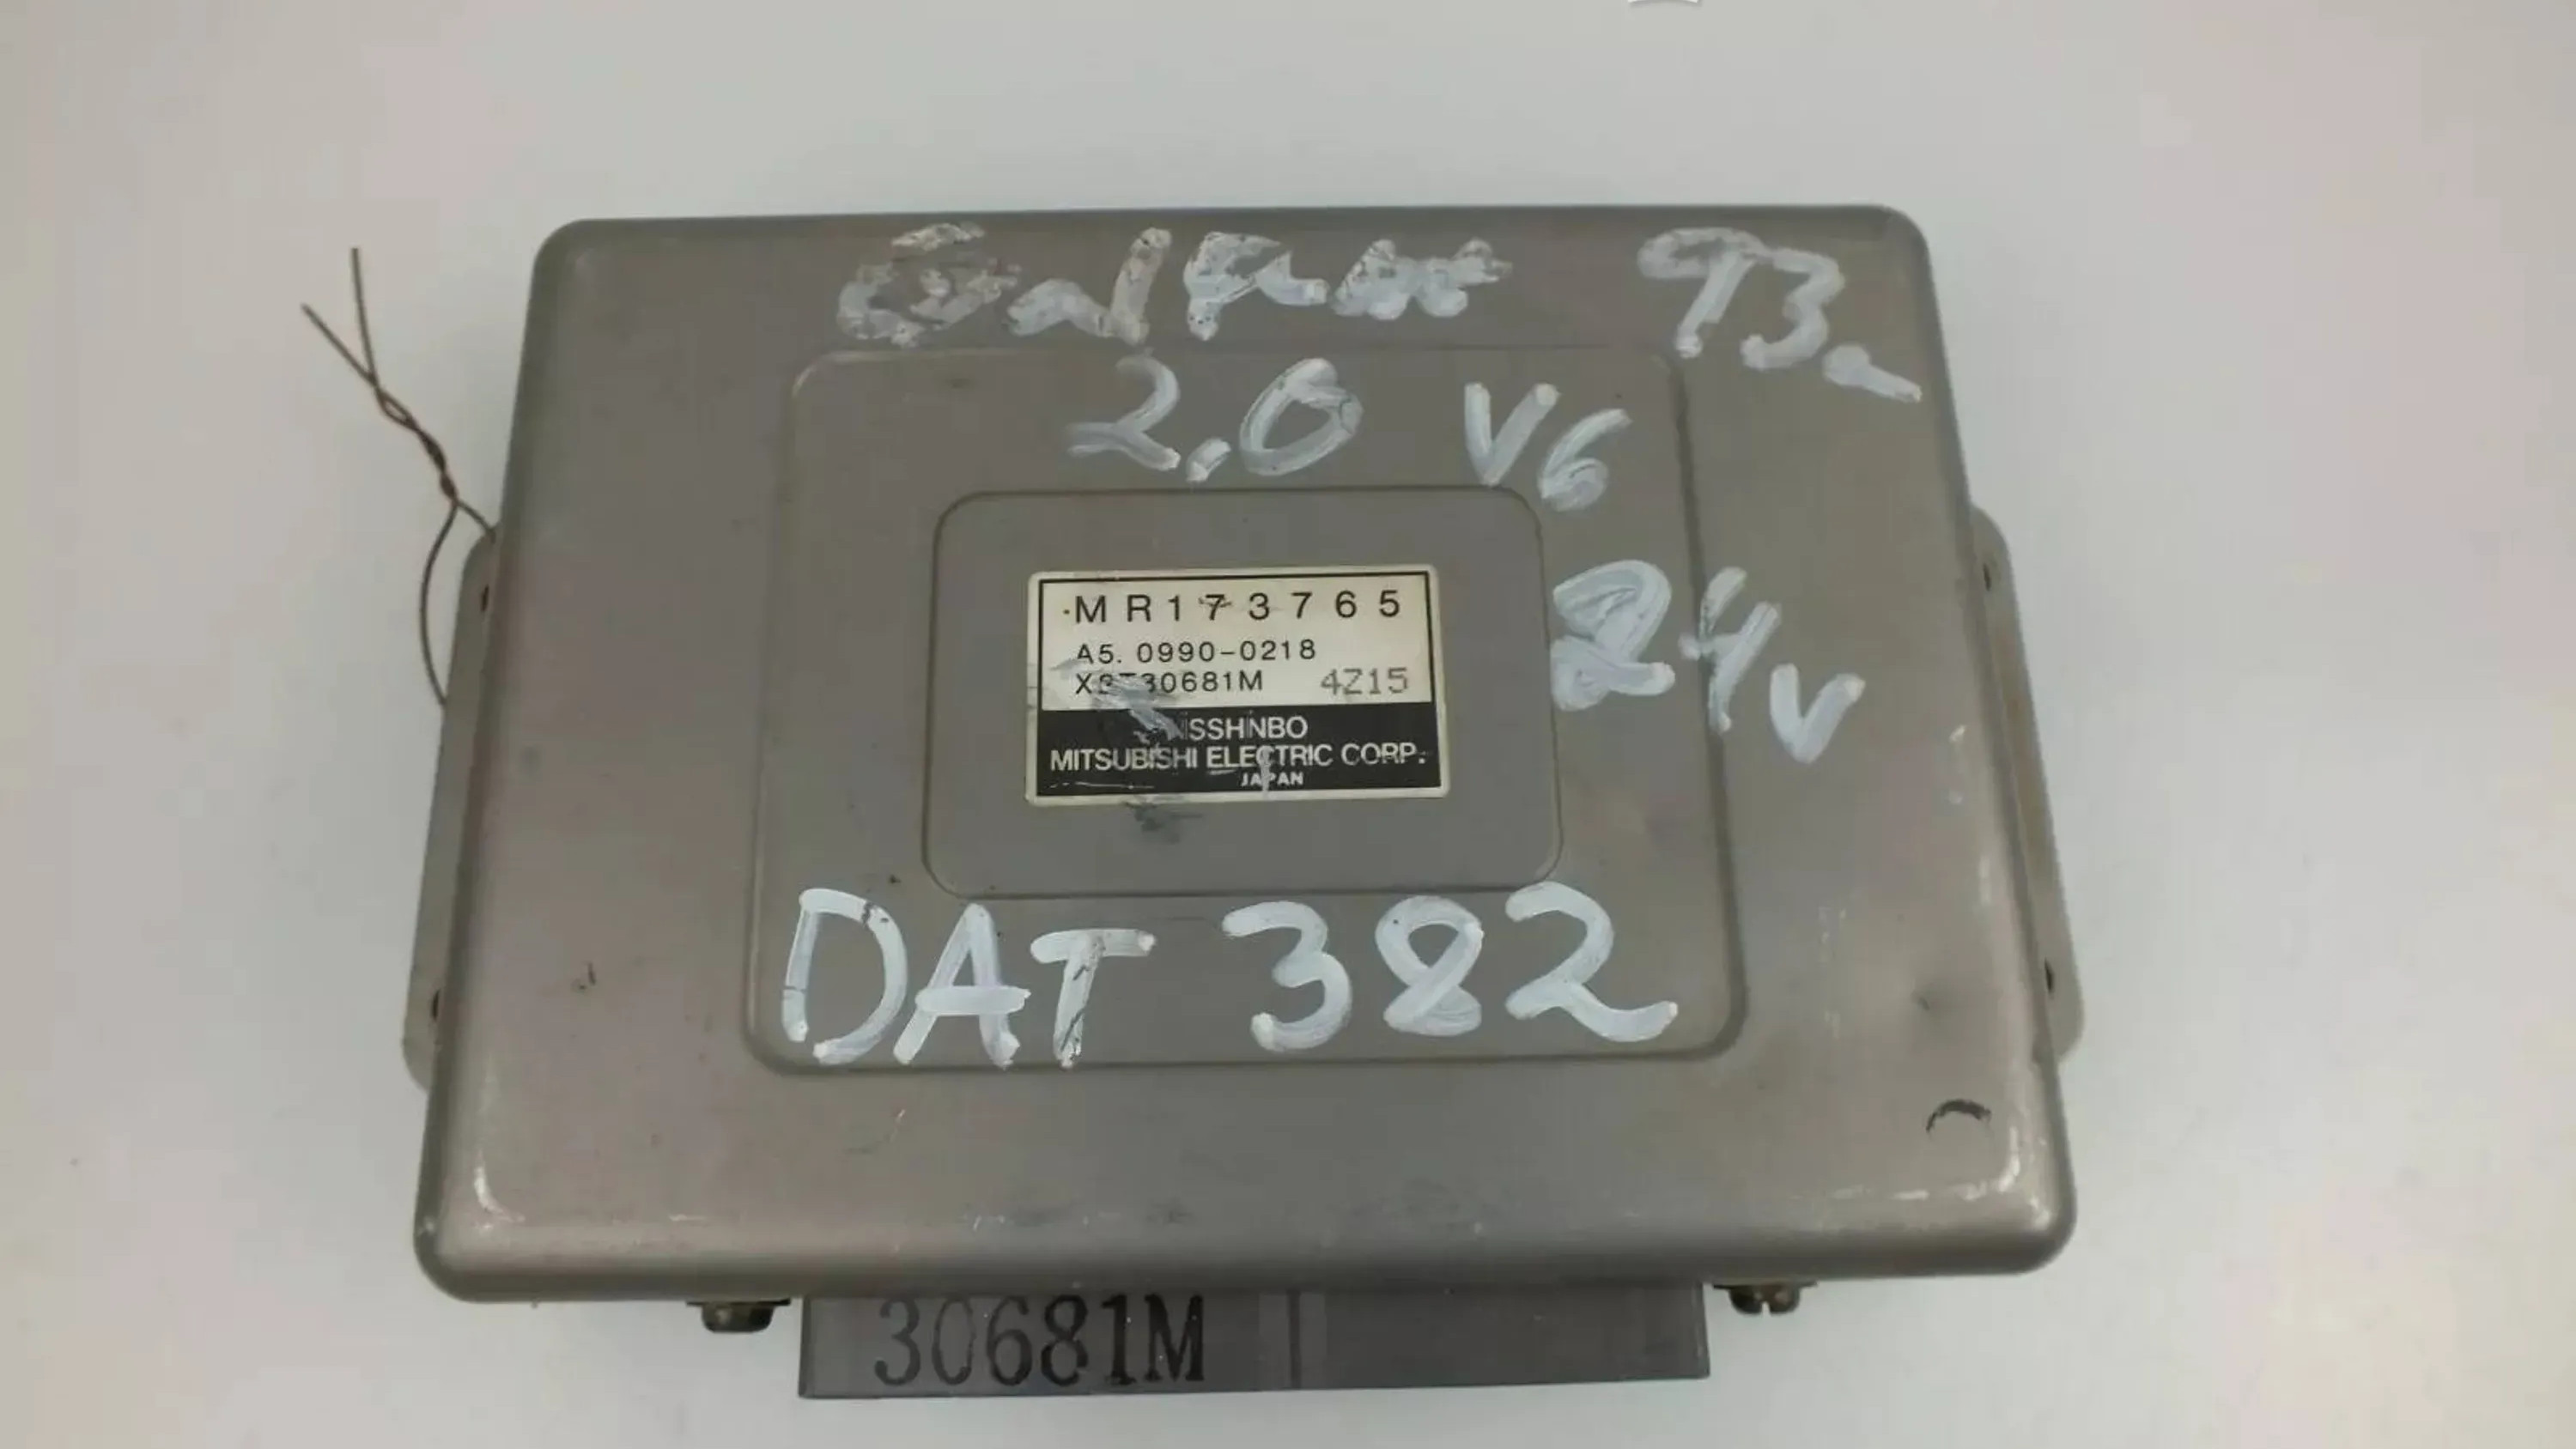 Galant 93-
2,0 V6
24V
MR173765
A5. 0990-0218
X2T30681M 4Z15
NISSHINBO
MITSUBISHI ELECTRIC CORP.
JAPAN
DAT 382
30681M